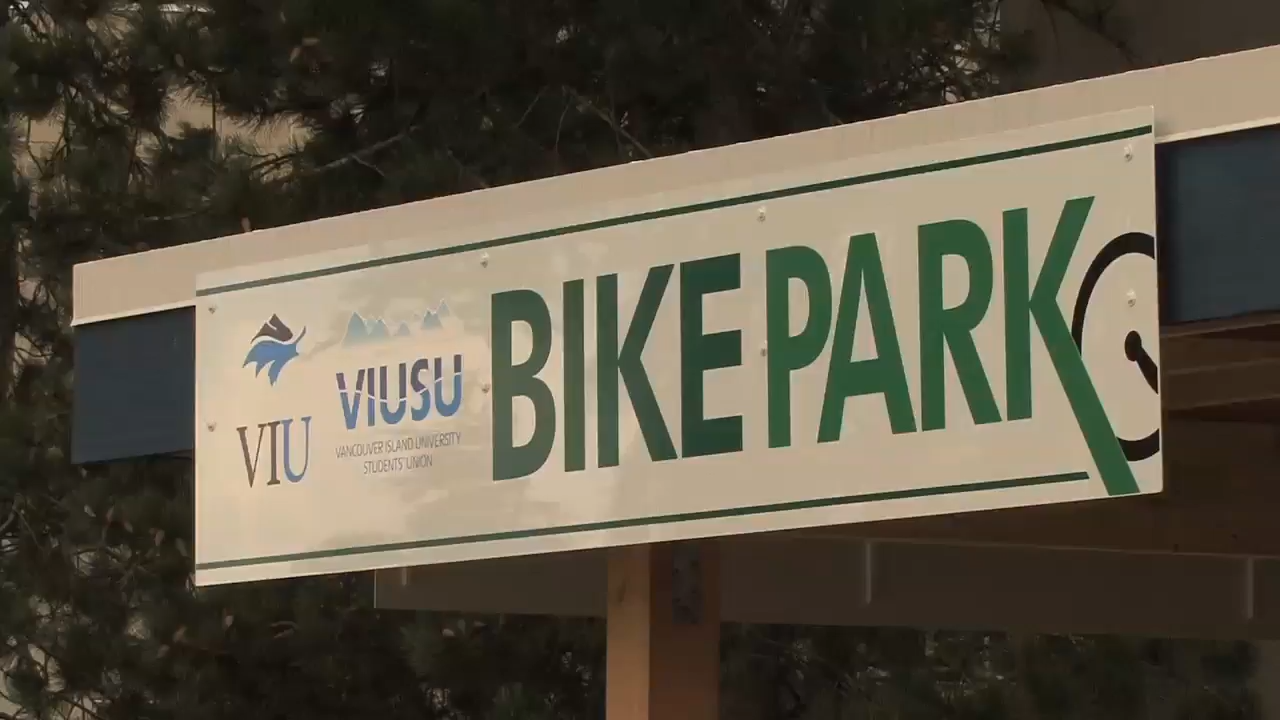 VIU
VIUSU
VANCOUVER ISLAND UNIVERSITY
STUDENTS' UNION
BIKE PARK